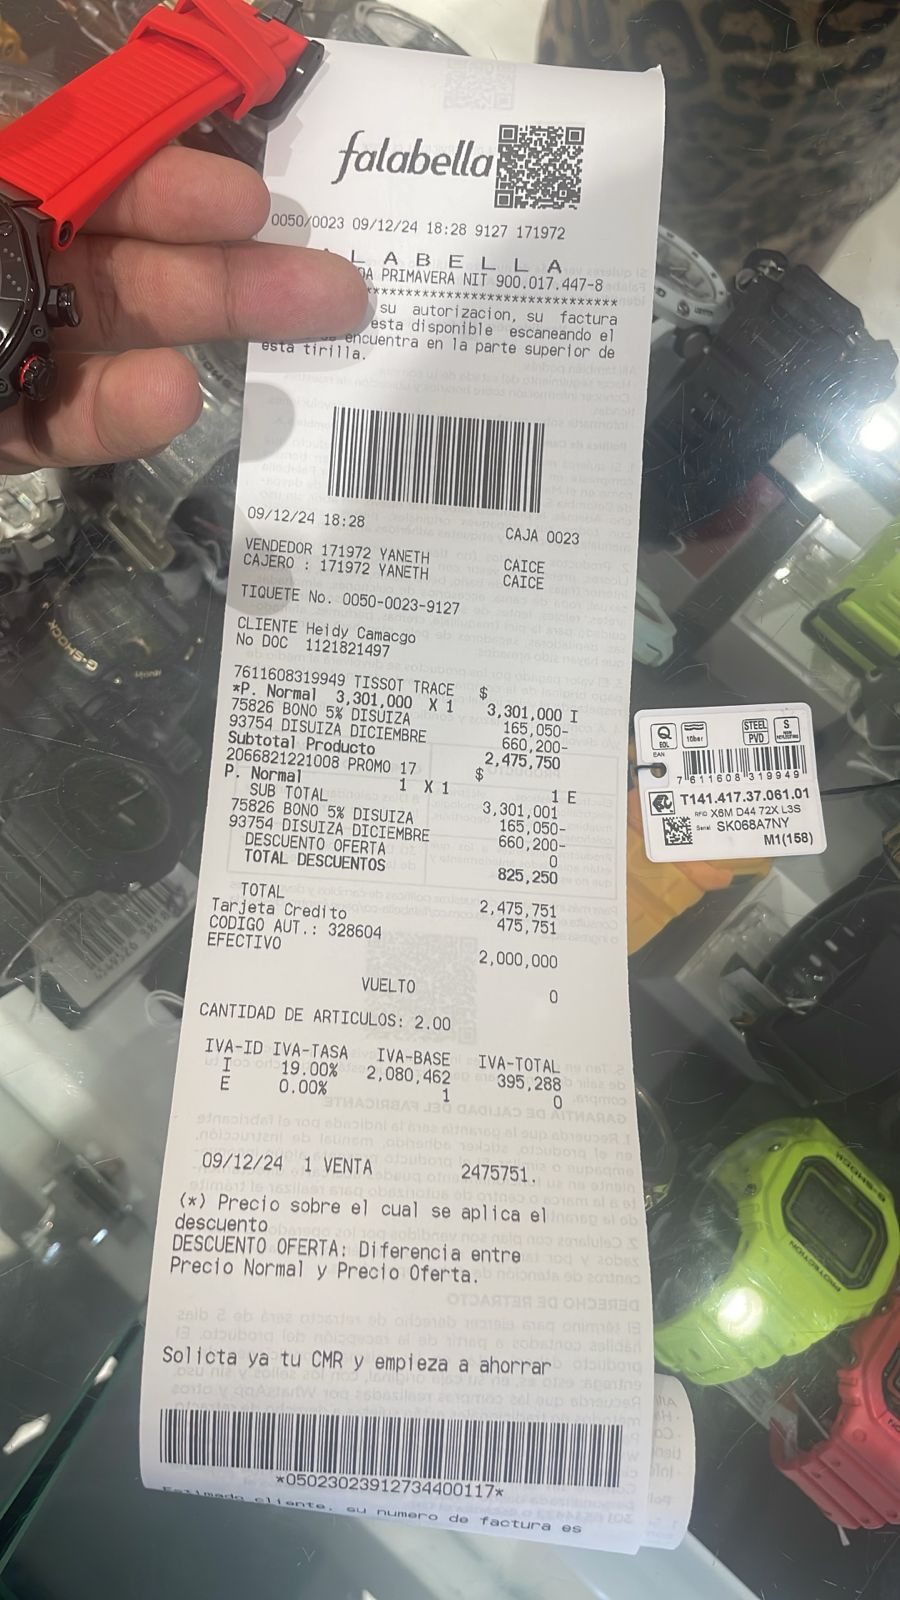 falabella
0050/0023 09/12/24 18:28 9127 171972
L A B E L L A
PRIMAVERA NIT 900.017.447-8
****************************************
su autorizacion, su factura
esta disponible escaneando el
encuentra en la parte superior de
esta tirilla.
09/12/24 18:28 CAJA 0023
VENDEDOR 171972 YANETH CAICE
CAJERO : 171972 YANETH CAICE
TIQUETE No. 0050-0023-9127
CLIENTE Heidy Camacgo
No DOC 1121821497
7611608319949 TISSOT TRACE $
*P. Normal 3,301,000 X 1 3,301,000 I
75826 BONO 5% DISUIZA 165,050-
93754 DISUIZA DICIEMBRE 660,200-
Subtotal Producto 2,475,750
2066821221008 PROMO 17 $
P. Normal 1 X 1 1 E
SUB TOTAL 3,301,001
75826 BONO 5% DISUIZA 165,050-
93754 DISUIZA DICIEMBRE 660,200-
DESCUENTO OFERTA 0
TOTAL DESCUENTOS 825,250
TOTAL 2,475,751
Tarjeta Credito 475,751
CODIGO AUT.: 328604
EFECTIVO 2,000,000
VUELTO 0
CANTIDAD DE ARTICULOS: 2.00
IVA-ID IVA-TASA IVA-BASE IVA-TOTAL
I 19.00% 2,080,462 395,288
E 0.00% 1 0
09/12/24 1 VENTA 2475751.
(*) Precio sobre el cual se aplica el
descuento
DESCUENTO OFERTA: Diferencia entre
Precio Normal y Precio Oferta.
Solicta ya tu CMR y empieza a ahorrar
*05023023912734400117*
Estimado cliente, su numero de factura es
Q
EOL
10bar
STEEL
PVD
S
EAN
7 611608 319949
T141.417.37.061.01
RFID X6M D44 72X L3S
Serial SK068A7NY
M1(158)
G-SHOCK
G-SHOCK
PROTECTION